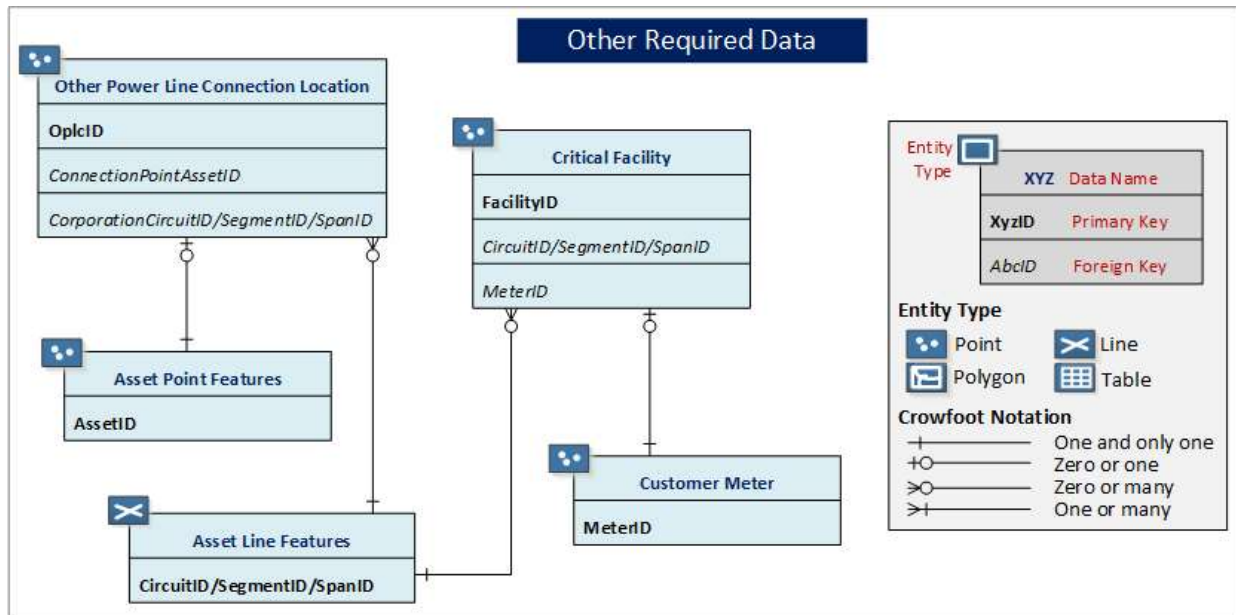 Other Required Data
Other Power Line Connection Location
OplcID
ConnectionPointAssetID
CorporationCircuitID/SegmentID/SpanID
Critical Facility
FacilityID
CircuitID/SegmentID/SpanID
MeterID
Asset Point Features
AssetID
Customer Meter
MeterID
Asset Line Features
CircuitID/SegmentID/SpanID
Entity
Type
XYZ Data Name
XyzID Primary Key
AbcID Foreign Key
Entity Type
Point Line
Polygon Table
Crowfoot Notation
One and only one
Zero or one
Zero or many
One or many